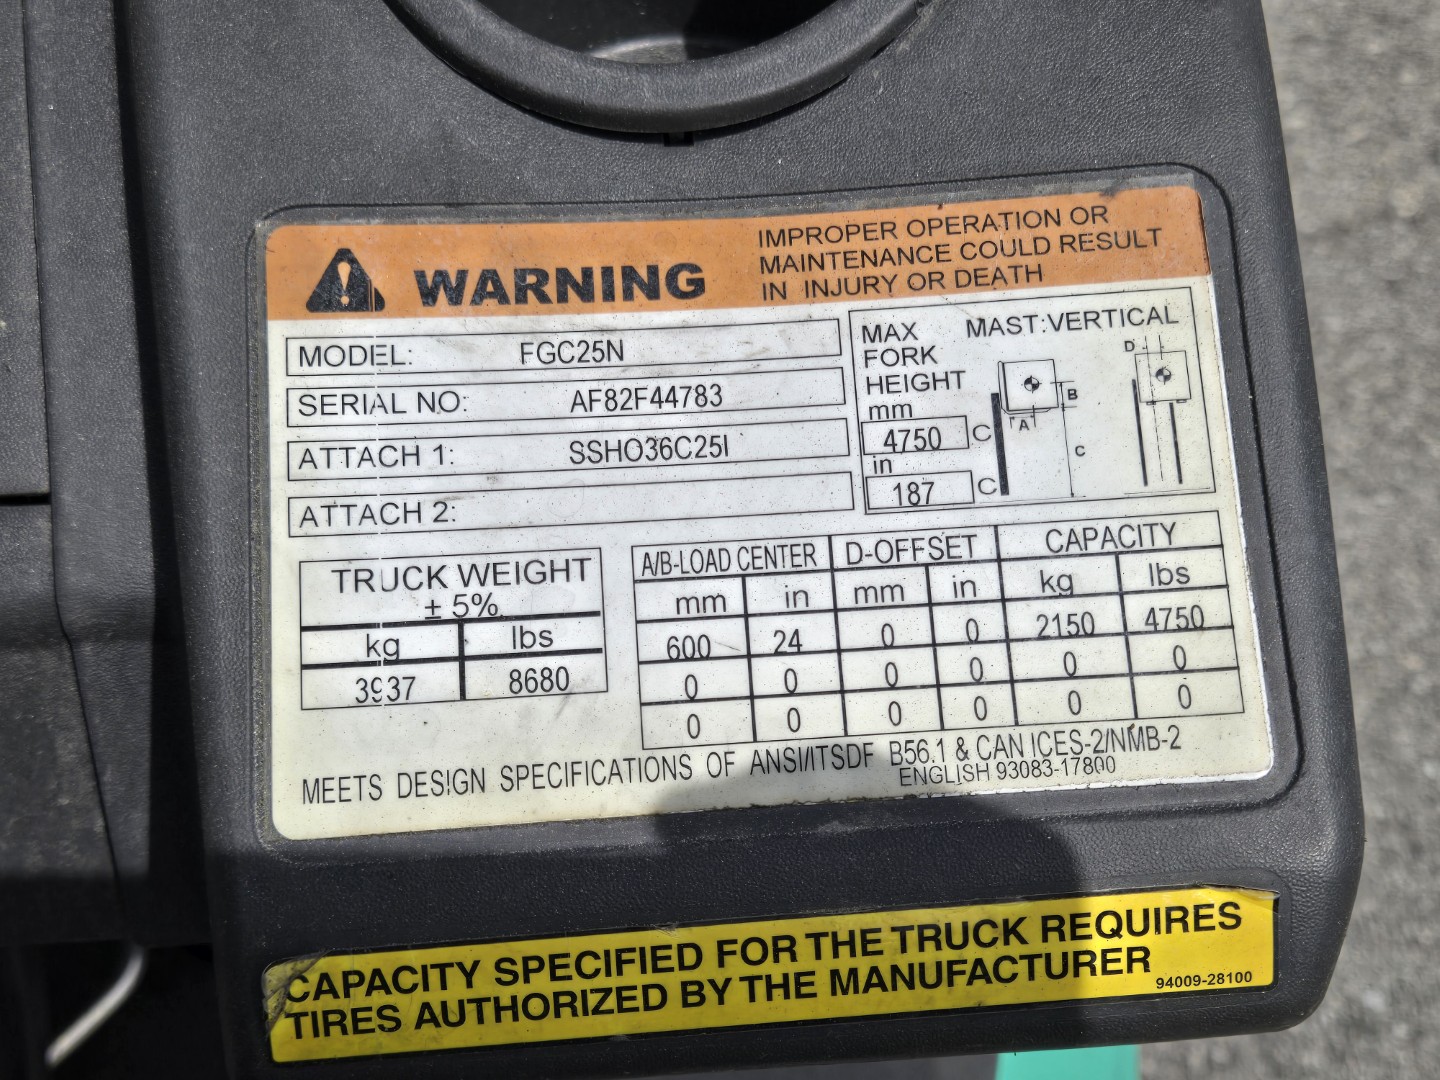 WARNING
IMPROPER OPERATION OR
MAINTENANCE COULD RESULT
IN INJURY OR DEATH
MODEL: FGC25N
SERIAL NO: AF82F44783
ATTACH 1: SSHO36C25I
ATTACH 2:
MAX
FORK
HEIGHT
mm
4750 C
in
187 C
MAST:VERTICAL
D
B
A
C
TRUCK WEIGHT
± 5%
kg lbs
3937 8680
A/B-LOAD CENTER D-OFFSET CAPACITY
mm in mm in kg lbs
600 24 0 0 2150 4750
0 0 0 0 0 0
0 0 0 0 0 0
MEETS DESIGN SPECIFICATIONS OF ANSI/ITSDF B56.1 & CAN ICES-2/NMB-2
ENGLISH 93083-17800
CAPACITY SPECIFIED FOR THE TRUCK REQUIRES
TIRES AUTHORIZED BY THE MANUFACTURER
94009-28100